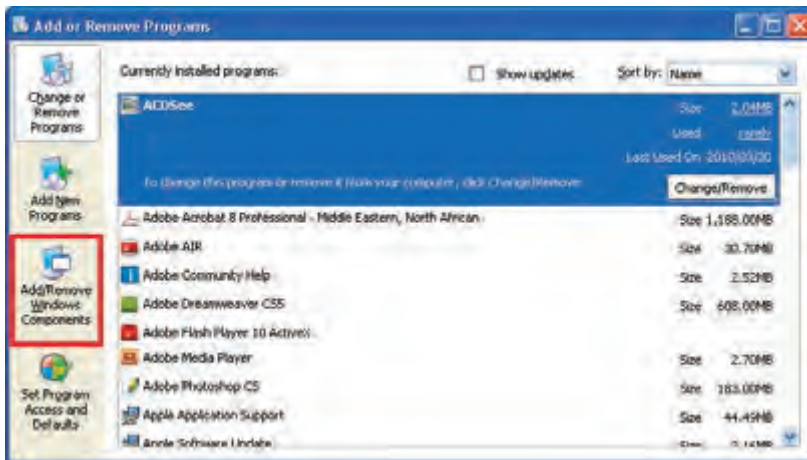 Add or Remove Programs
Change or
Remove
Programs
Add New
Programs
Add/Remove
Windows
Components
Set Program
Access and
Defaults
Currently installed programs:
Show updates
Sort by: Name
ACDSee
Size 2.04MB
Used rarely
Last Used On 2010/03/30
To change this program or remove it from your computer, click Change/Remove.
Change/Remove
Adobe Acrobat 8 Professional - Middle Eastern, North African
Size 1,188.00MB
Adobe AIR
Size 30.70MB
Adobe Community Help
Size 2.52MB
Adobe Dreamweaver CS5
Size 608.00MB
Adobe Flash Player 10 ActiveX
Adobe Media Player
Size 2.70MB
Adobe Photoshop CS
Size 183.00MB
Apple Application Support
Size 44.49MB
Apple Software Update
Size 2.16MB